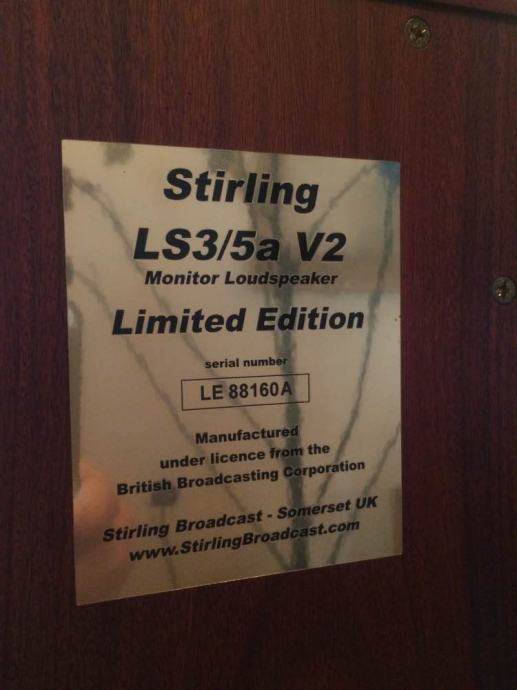 Stirling
LS3/5a V2
Monitor Loudspeaker
Limited Edition
serial number
LE 88160A
Manufactured
under licence from the
British Broadcasting Corporation
Stirling Broadcast - Somerset UK
www.StirlingBroadcast.com